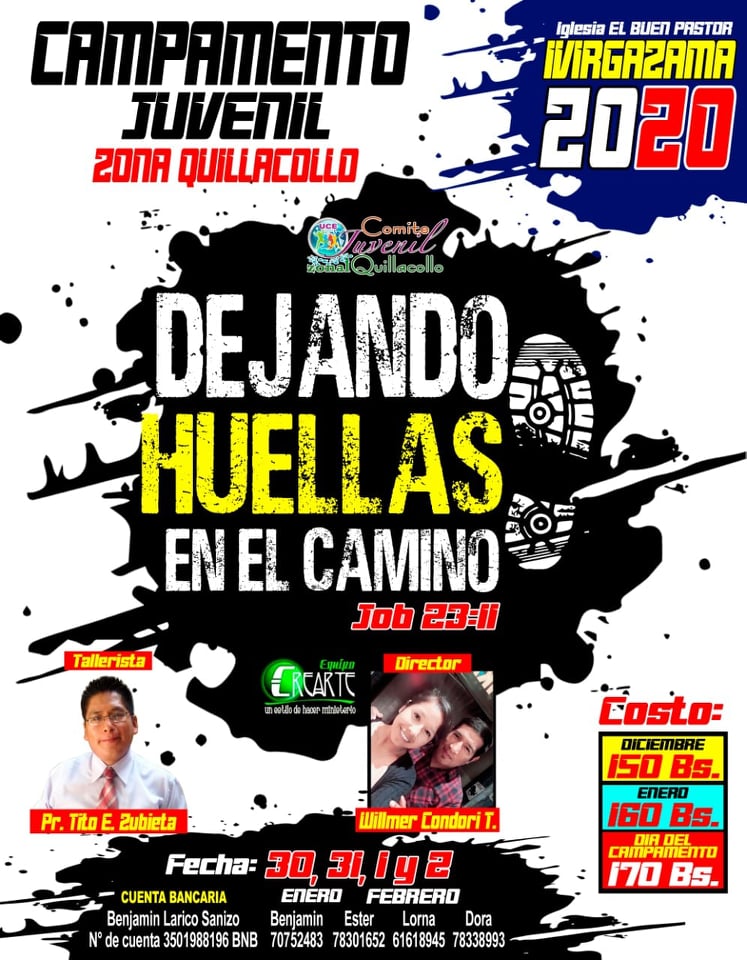 CAMPAMENTO
JUVENIL
ZONA QUILLACOLLO
Iglesia EL BUEN PASTOR
IVIRGAZAMA
2020
UCE
Comite
Juvenil
zonal Quillacollo
DEJANDO
HUELLAS
EN EL CAMINO
Job 23:11
Tallerista
Pr. Tito E. Zubieta
Equipo
CREARTE
un estilo de hacer ministerio
Director
Willmer Condori T.
Costo:
DICIEMBRE
150 Bs.
ENERO
160 Bs.
DIA DEL
CAMPAMENTO
170 Bs.
Fecha: 30, 31, 1 y 2
ENERO FEBRERO
CUENTA BANCARIA
Benjamin Larico Sanizo
N° de cuenta 3501988196 BNB
Benjamin Ester Lorna Dora
70752483 78301652 61618945 78338993